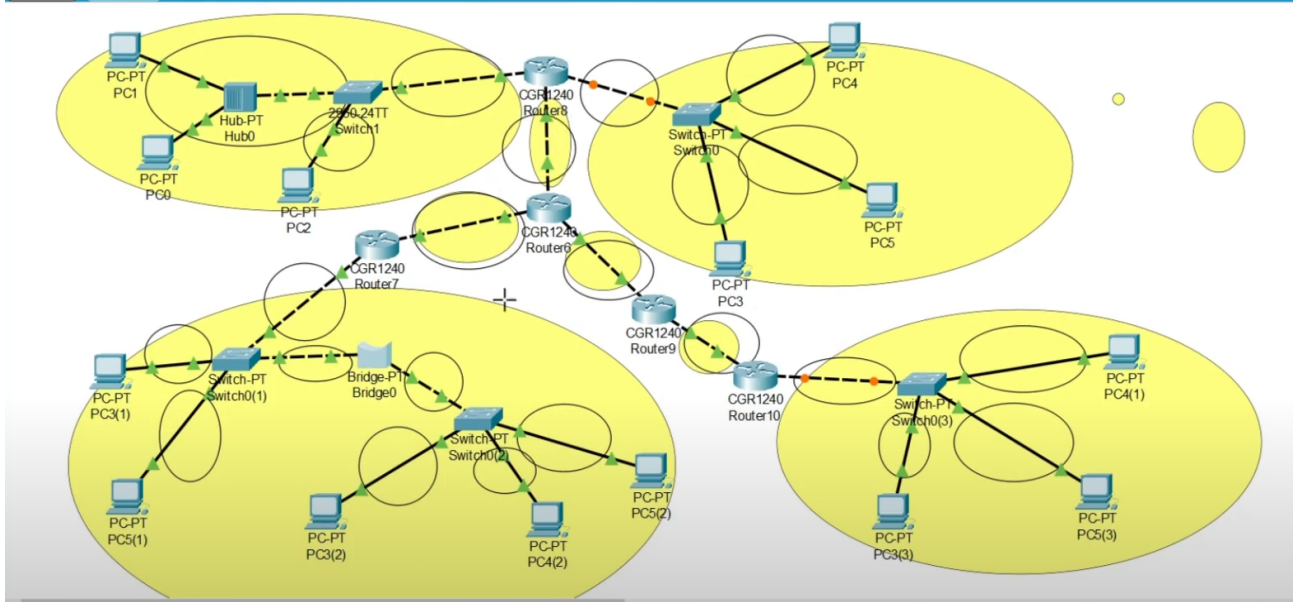 PC-PT
PC1
Hub-PT
Hub0
2960-24TT
Switch1
PC-PT
PC0
PC-PT
PC2
CGR1240
Router8
PC-PT
PC4
Switch-PT
Switch0
PC-PT
PC5
PC-PT
PC3
CGR1240
Router6
CGR1240
Router7
CGR1240
Router9
CGR1240
Router10
PC-PT
PC3(1)
Switch-PT
Switch0(1)
Bridge-PT
Bridge0
Switch-PT
Switch0(2)
PC-PT
PC5(1)
PC-PT
PC3(2)
PC-PT
PC4(2)
PC-PT
PC5(2)
PC-PT
PC4(1)
Switch-PT
Switch0(3)
PC-PT
PC3(3)
PC-PT
PC5(3)